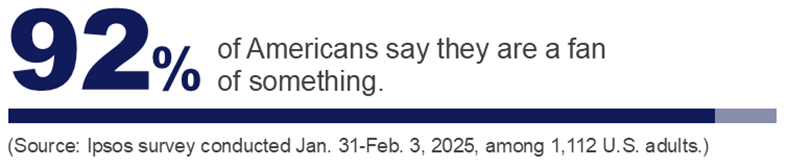 92% of Americans say they are a fan
of something.
(Source: Ipsos survey conducted Jan. 31-Feb. 3, 2025, among 1,112 U.S. adults.)